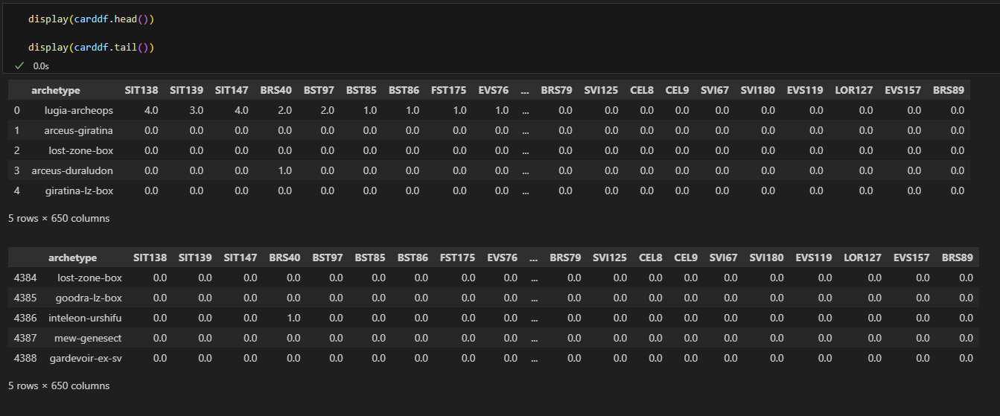 display(carddf.head())
display(carddf.tail())
✓ 0.0s
archetype SIT138 SIT139 SIT147 BRS40 BST97 BST85 BST86 FST175 EVS76 ... BRS79 SVI125 CEL8 CEL9 SVI67 SVI180 EVS119 LOR127 EVS157 BRS89
0 lugia-archeops 4.0 3.0 4.0 2.0 2.0 1.0 1.0 1.0 1.0 ... 0.0 0.0 0.0 0.0 0.0 0.0 0.0 0.0 0.0 0.0
1 arceus-giratina 0.0 0.0 0.0 0.0 0.0 0.0 0.0 0.0 0.0 ... 0.0 0.0 0.0 0.0 0.0 0.0 0.0 0.0 0.0 0.0
2 lost-zone-box 0.0 0.0 0.0 0.0 0.0 0.0 0.0 0.0 0.0 ... 0.0 0.0 0.0 0.0 0.0 0.0 0.0 0.0 0.0 0.0
3 arceus-duraludon 0.0 0.0 0.0 1.0 0.0 0.0 0.0 0.0 0.0 ... 0.0 0.0 0.0 0.0 0.0 0.0 0.0 0.0 0.0 0.0
4 giratina-lz-box 0.0 0.0 0.0 0.0 0.0 0.0 0.0 0.0 0.0 ... 0.0 0.0 0.0 0.0 0.0 0.0 0.0 0.0 0.0 0.0
5 rows × 650 columns
archetype SIT138 SIT139 SIT147 BRS40 BST97 BST85 BST86 FST175 EVS76 ... BRS79 SVI125 CEL8 CEL9 SVI67 SVI180 EVS119 LOR127 EVS157 BRS89
4384 lost-zone-box 0.0 0.0 0.0 0.0 0.0 0.0 0.0 0.0 0.0 ... 0.0 0.0 0.0 0.0 0.0 0.0 0.0 0.0 0.0 0.0
4385 goodra-lz-box 0.0 0.0 0.0 0.0 0.0 0.0 0.0 0.0 0.0 ... 0.0 0.0 0.0 0.0 0.0 0.0 0.0 0.0 0.0 0.0
4386 inteleon-urshifu 0.0 0.0 0.0 1.0 0.0 0.0 0.0 0.0 0.0 ... 0.0 0.0 0.0 0.0 0.0 0.0 0.0 0.0 0.0 0.0
4387 mew-genesect 0.0 0.0 0.0 0.0 0.0 0.0 0.0 0.0 0.0 ... 0.0 0.0 0.0 0.0 0.0 0.0 0.0 0.0 0.0 0.0
4388 gardevoir-ex-sv 0.0 0.0 0.0 0.0 0.0 0.0 0.0 0.0 0.0 ... 0.0 0.0 0.0 0.0 0.0 0.0 0.0 0.0 0.0 0.0
5 rows × 650 columns